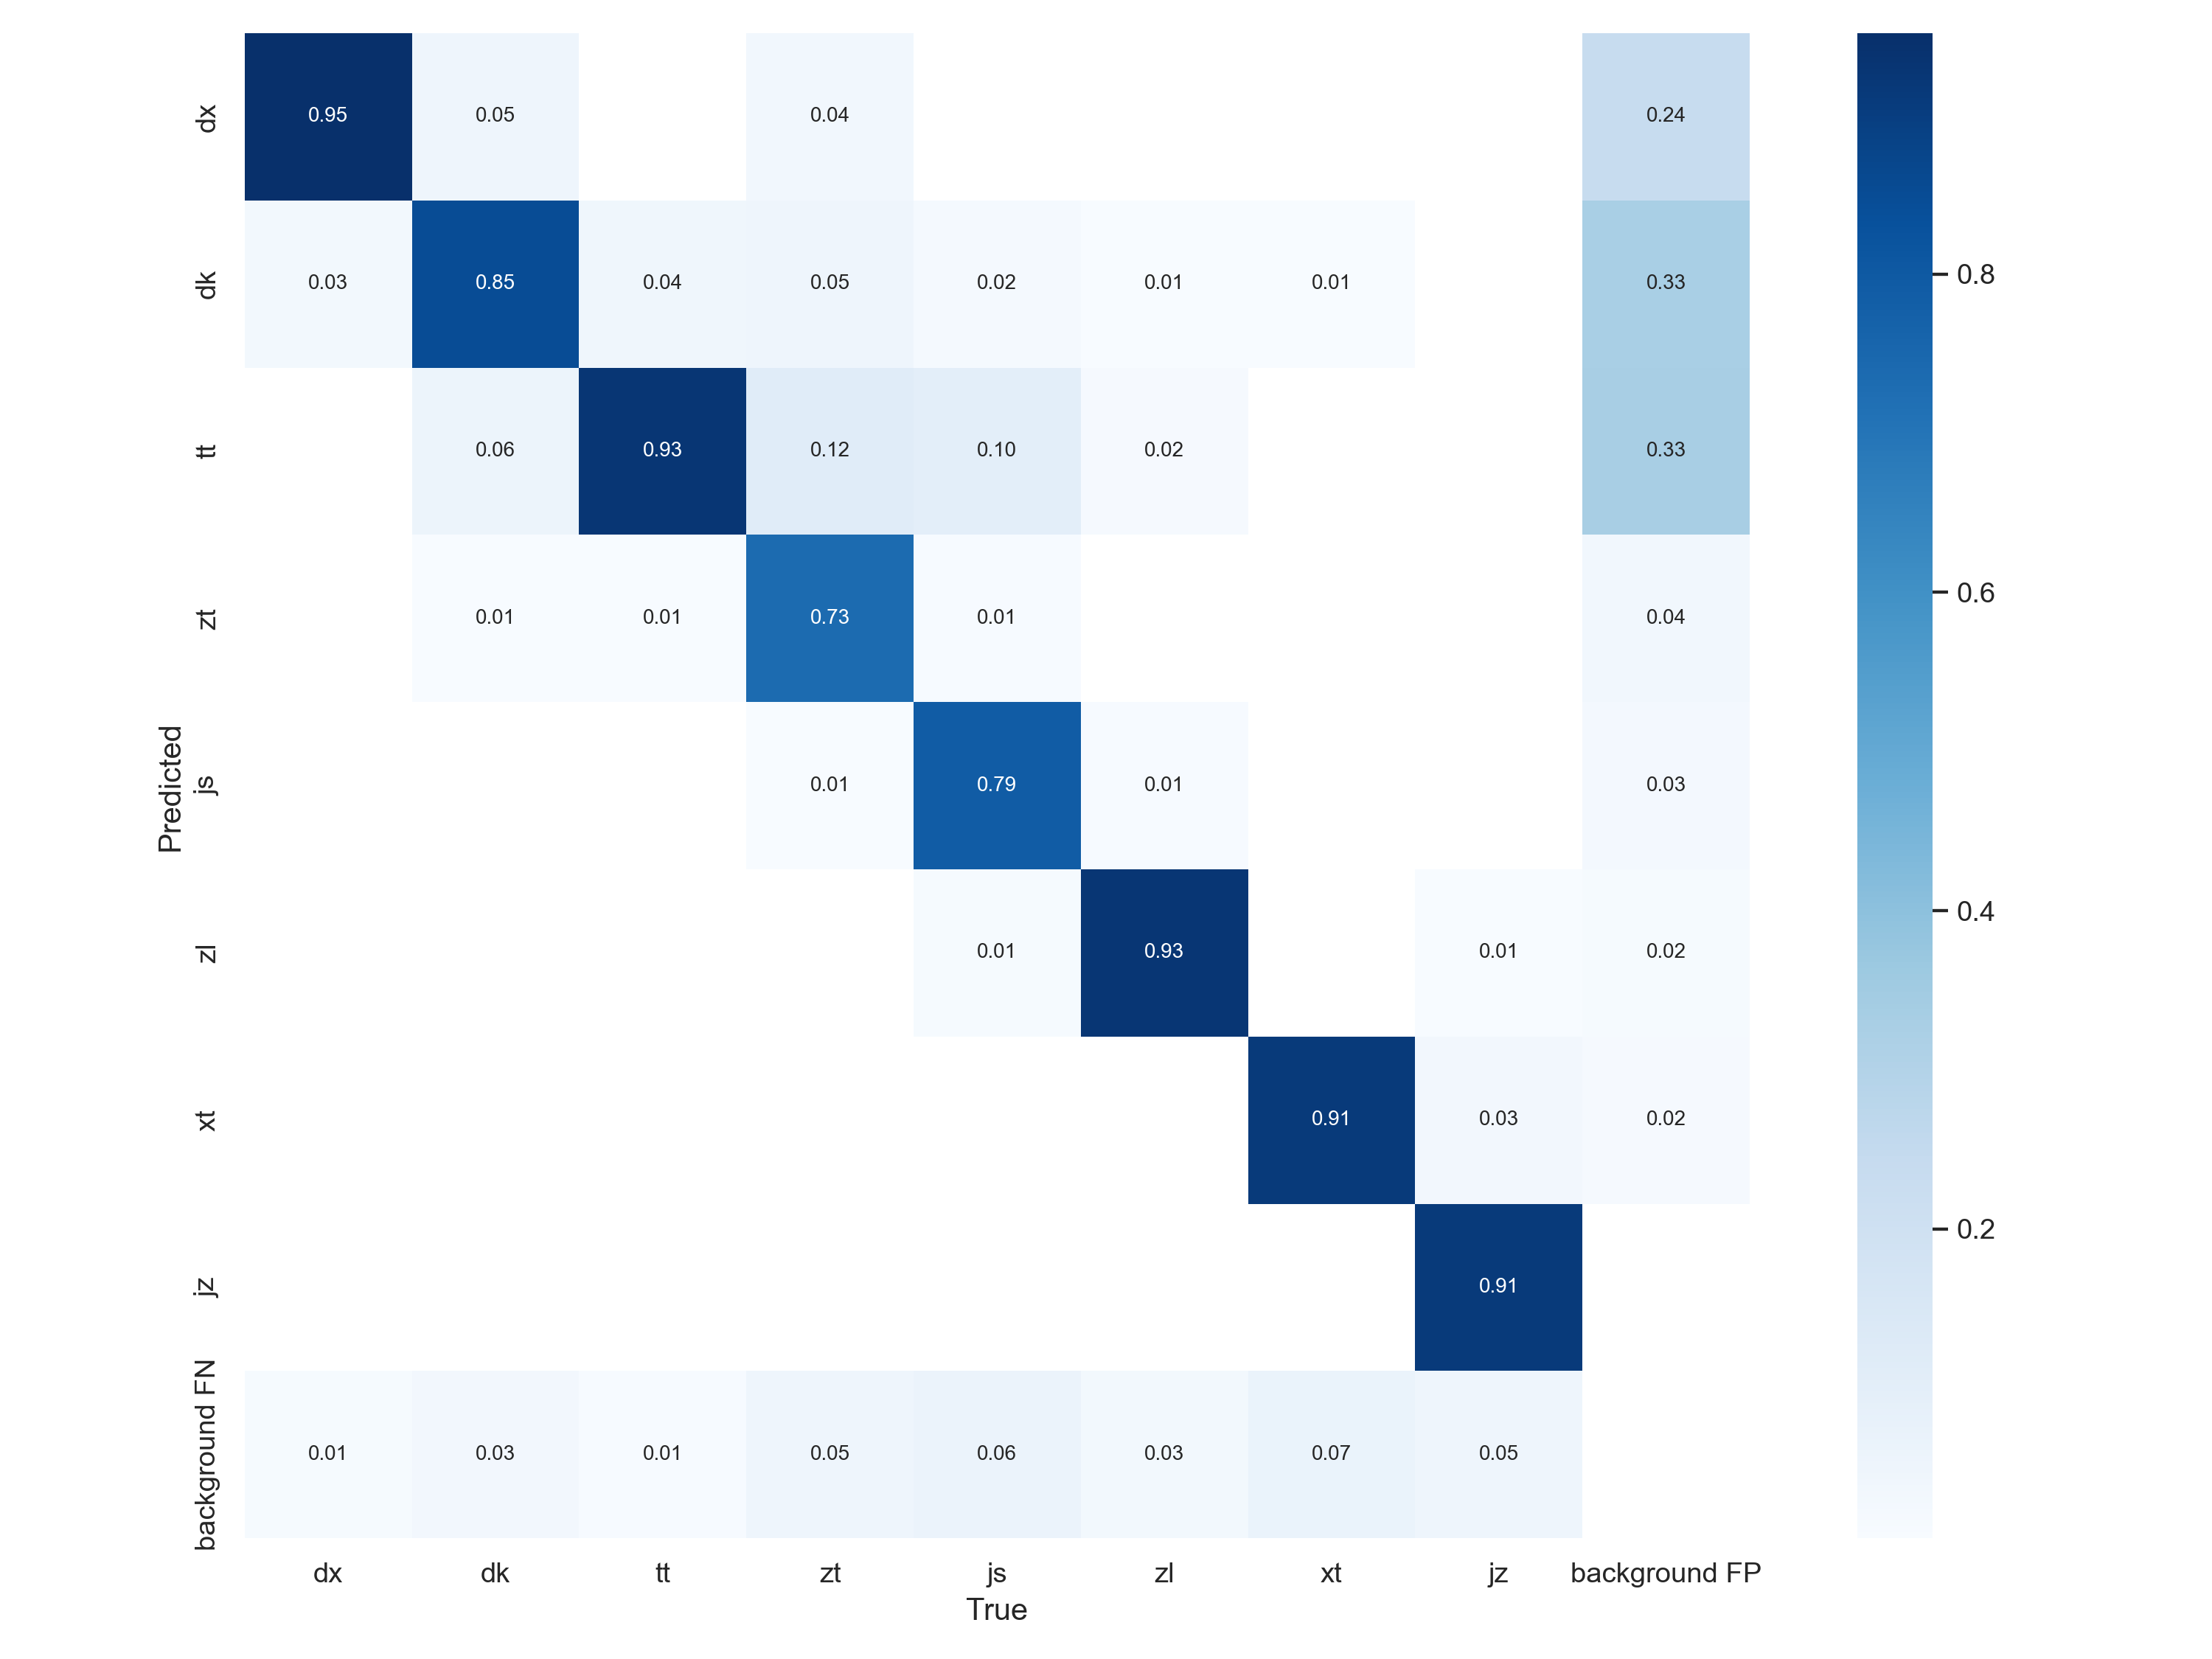 dx 0.95 0.05 0.04 0.24
dk 0.03 0.85 0.04 0.05 0.02 0.01 0.01 0.33
tt 0.06 0.93 0.12 0.10 0.02 0.33
zt 0.01 0.01 0.73 0.01 0.04
js 0.01 0.79 0.01 0.03
zl 0.01 0.93 0.01 0.02
xt 0.91 0.03 0.02
jz 0.91
background FN 0.01 0.03 0.01 0.05 0.06 0.03 0.07 0.05
Predicted
dx dk tt zt js zl xt jz background FP
True
0.8
0.6
0.4
0.2